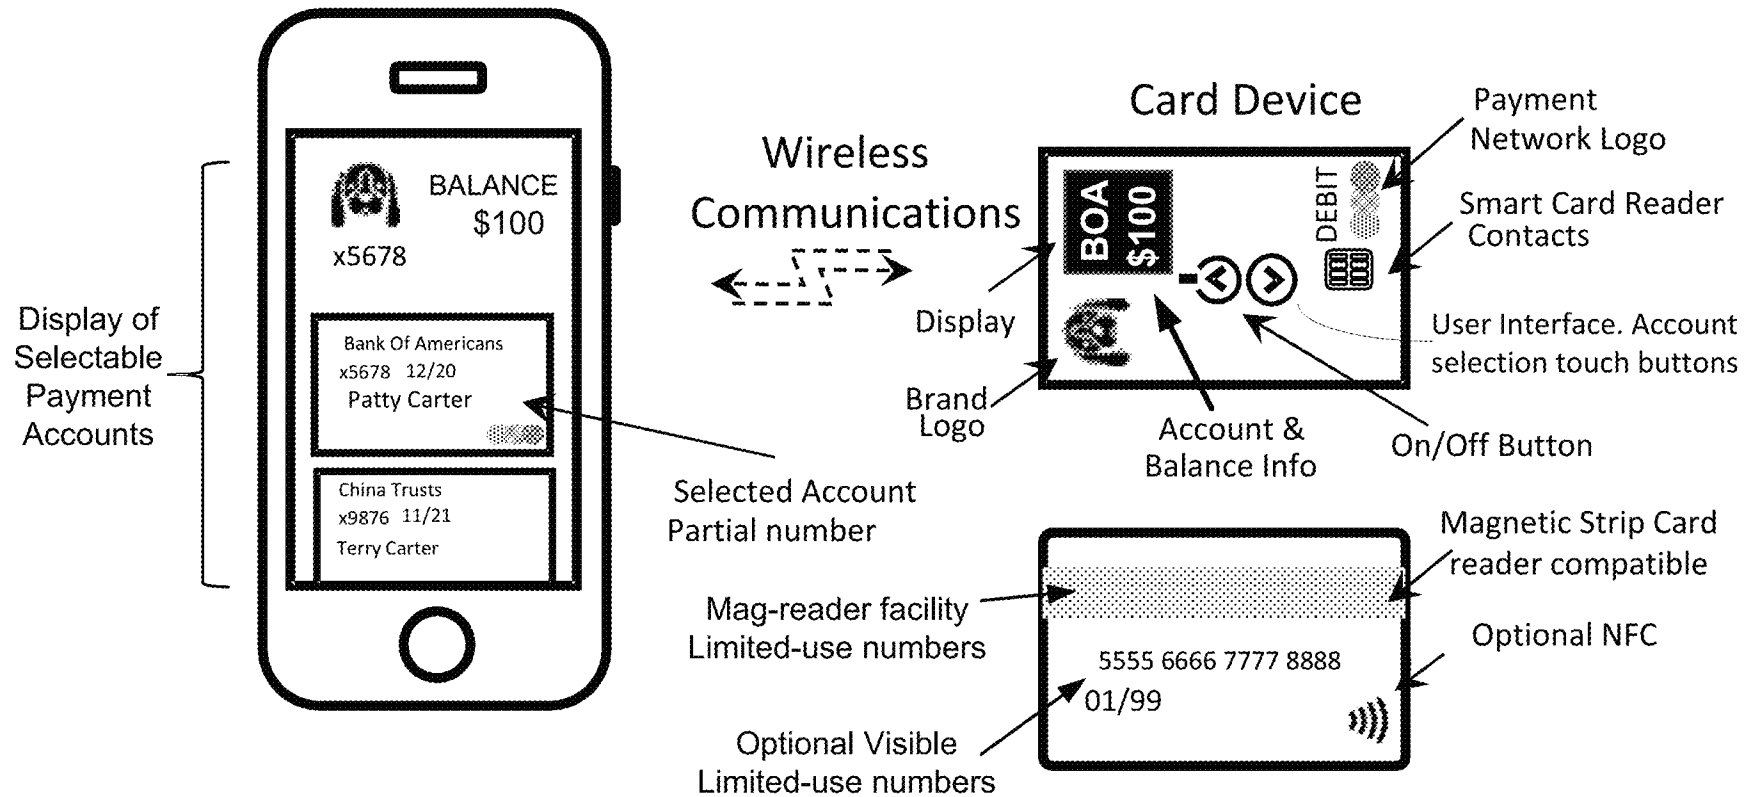 Display of
Selectable
Payment
Accounts
BALANCE
$100
x5678
Bank Of Americans
x5678 12/20
Patty Carter
China Trusts
x9876 11/21
Terry Carter
Selected Account
Partial number
Wireless
Communications
Card Device
BOA
$100
DEBIT
Payment
Network Logo
Smart Card Reader
Contacts
User Interface. Account
selection touch buttons
On/Off Button
Account &
Balance Info
Display
Brand
Logo
Magnetic Strip Card
reader compatible
Optional NFC
Mag-reader facility
Limited-use numbers
5555 6666 7777 8888
01/99
Optional Visible
Limited-use numbers